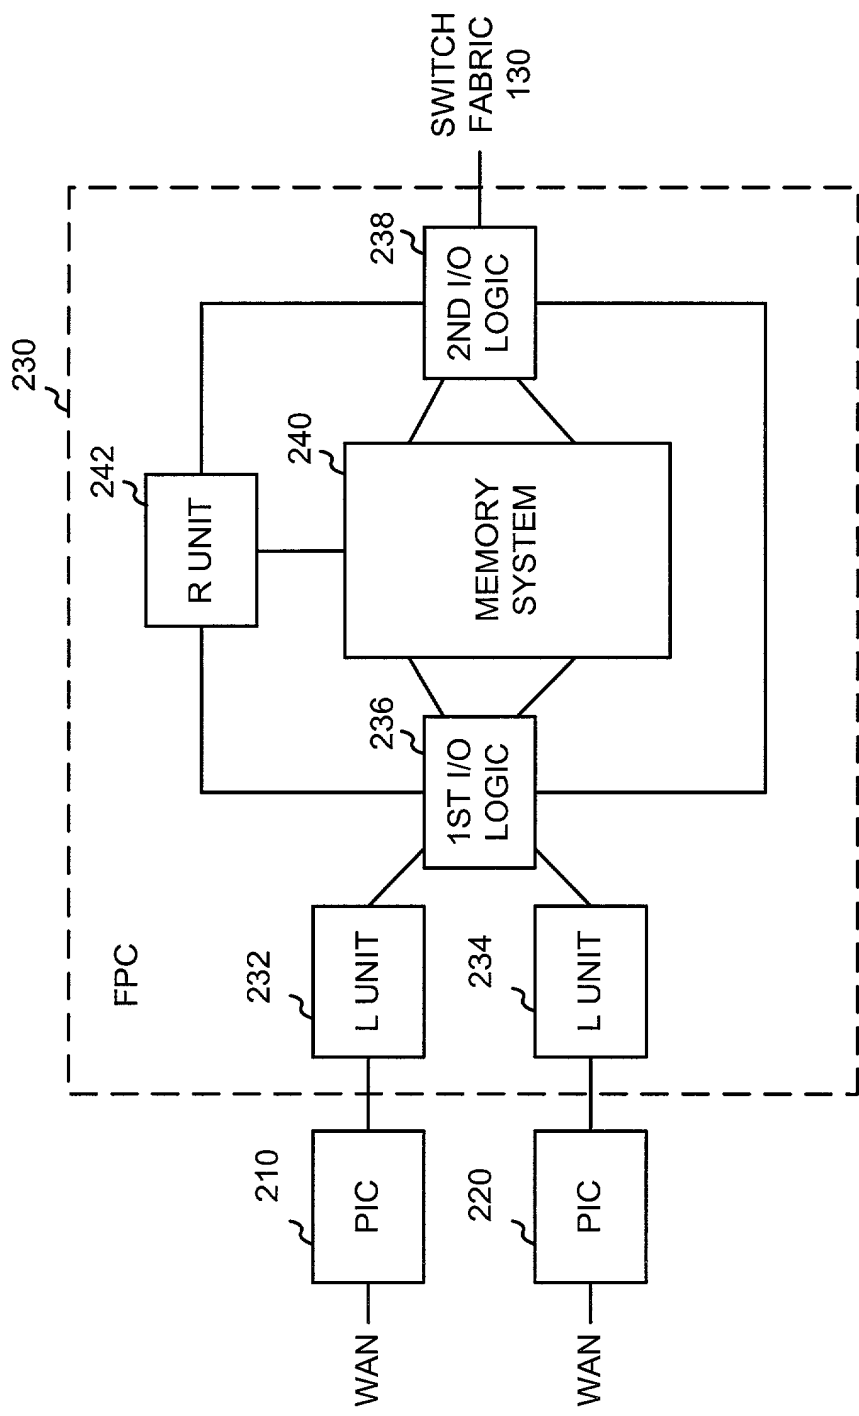 230
FPC
242
R UNIT
WAN
210
PIC
232
L UNIT
236
1ST I/O
LOGIC
240
MEMORY
SYSTEM
238
2ND I/O
LOGIC
SWITCH
FABRIC
130
WAN
220
PIC
234
L UNIT